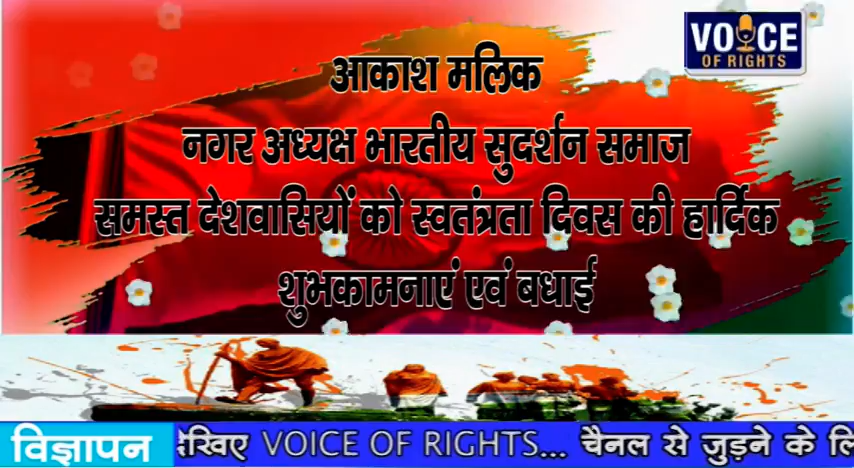 VOICE
OF RIGHTS
आकाश मलिक
नगर अध्यक्ष भारतीय सुदर्शन समाज
समस्त देशवासियों को स्वतंत्रता दिवस की हार्दिक
शुभकामनाएं एवं बधाई
विज्ञापन
देखिए VOICE OF RIGHTS... चैनल से जुड़ने के लि